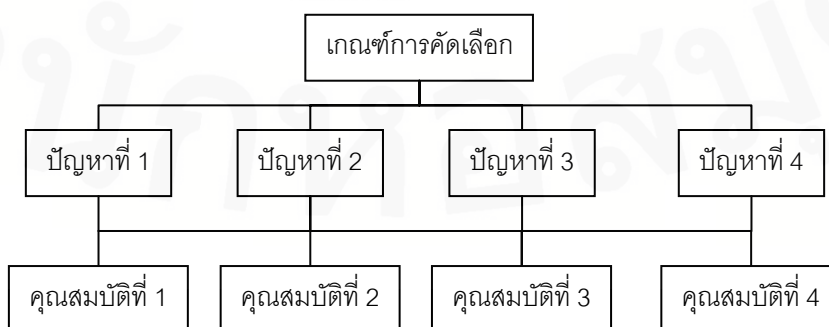 เกณฑ์การคัดเลือก
ปัญหาที่ 1
ปัญหาที่ 2
ปัญหาที่ 3
ปัญหาที่ 4
คุณสมบัติที่ 1
คุณสมบัติที่ 2
คุณสมบัติที่ 3
คุณสมบัติที่ 4